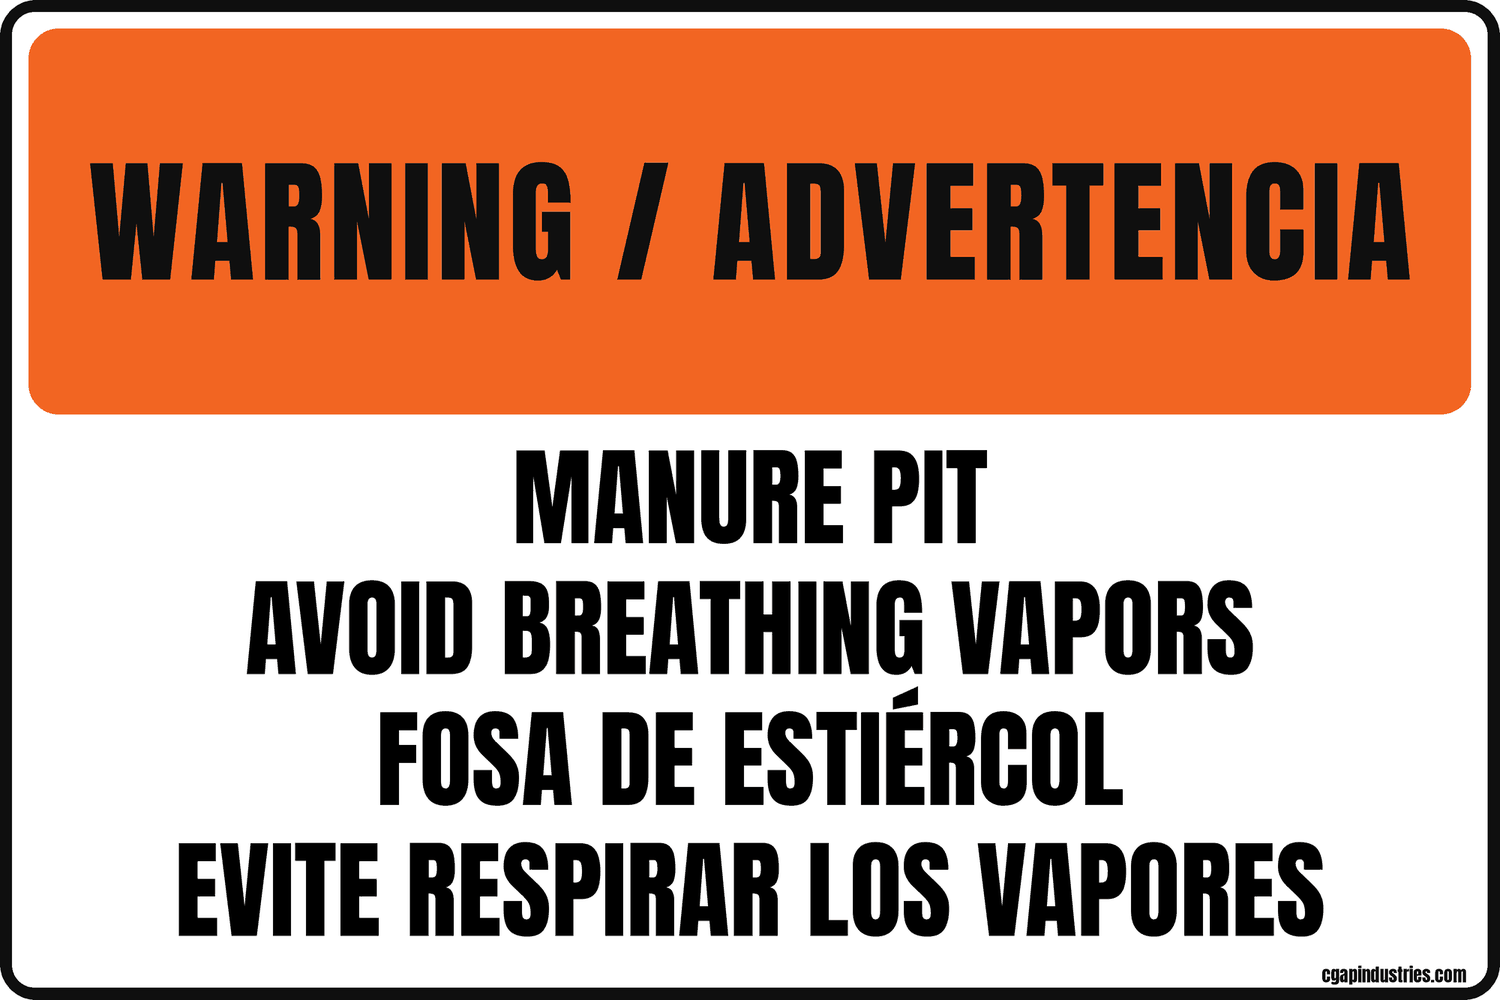 WARNING / ADVERTENCIA
MANURE PIT
AVOID BREATHING VAPORS
FOSA DE ESTIÉRCOL
EVITE RESPIRAR LOS VAPORES
cgapindustries.com